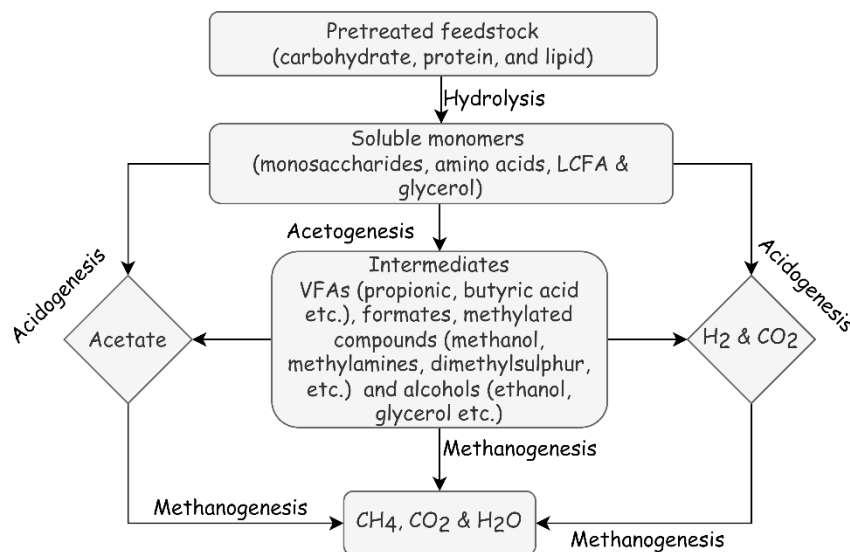 Pretreated feedstock
(carbohydrate, protein, and lipid)
Hydrolysis
Soluble monomers
(monosaccharides, amino acids, LCFA &
glycerol)
Acetogenesis
Acidogenesis
Acidogenesis
Intermediates
VFAs (propionic, butyric acid
etc.), formates, methylated
compounds (methanol,
methylamines, dimethylsulphur,
etc.) and alcohols (ethanol,
glycerol etc.)
Acetate
H2 & CO2
Methanogenesis
Methanogenesis
Methanogenesis
CH4, CO2 & H2O